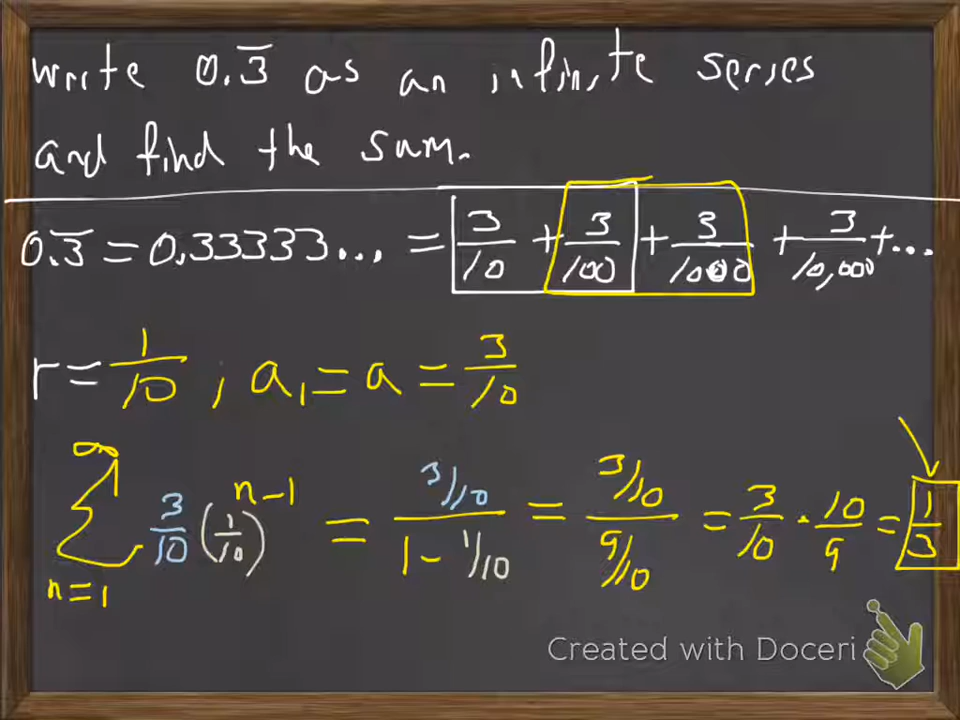 write 0.3̅ as an infinite series
and find the sum.
0.3̅ = 0.33333... = 3/10 + 3/100 + 3/1000 + 3/10,000 + ...
r = 1/10 , a₁ = a = 3/10
∞ Σ n=1 3/10 (1/10)ⁿ⁻¹ = (3/10)/(1 - 1/10) = (3/10)/(9/10) = 3/10 · 10/9 = 1/3
Created with Doceri